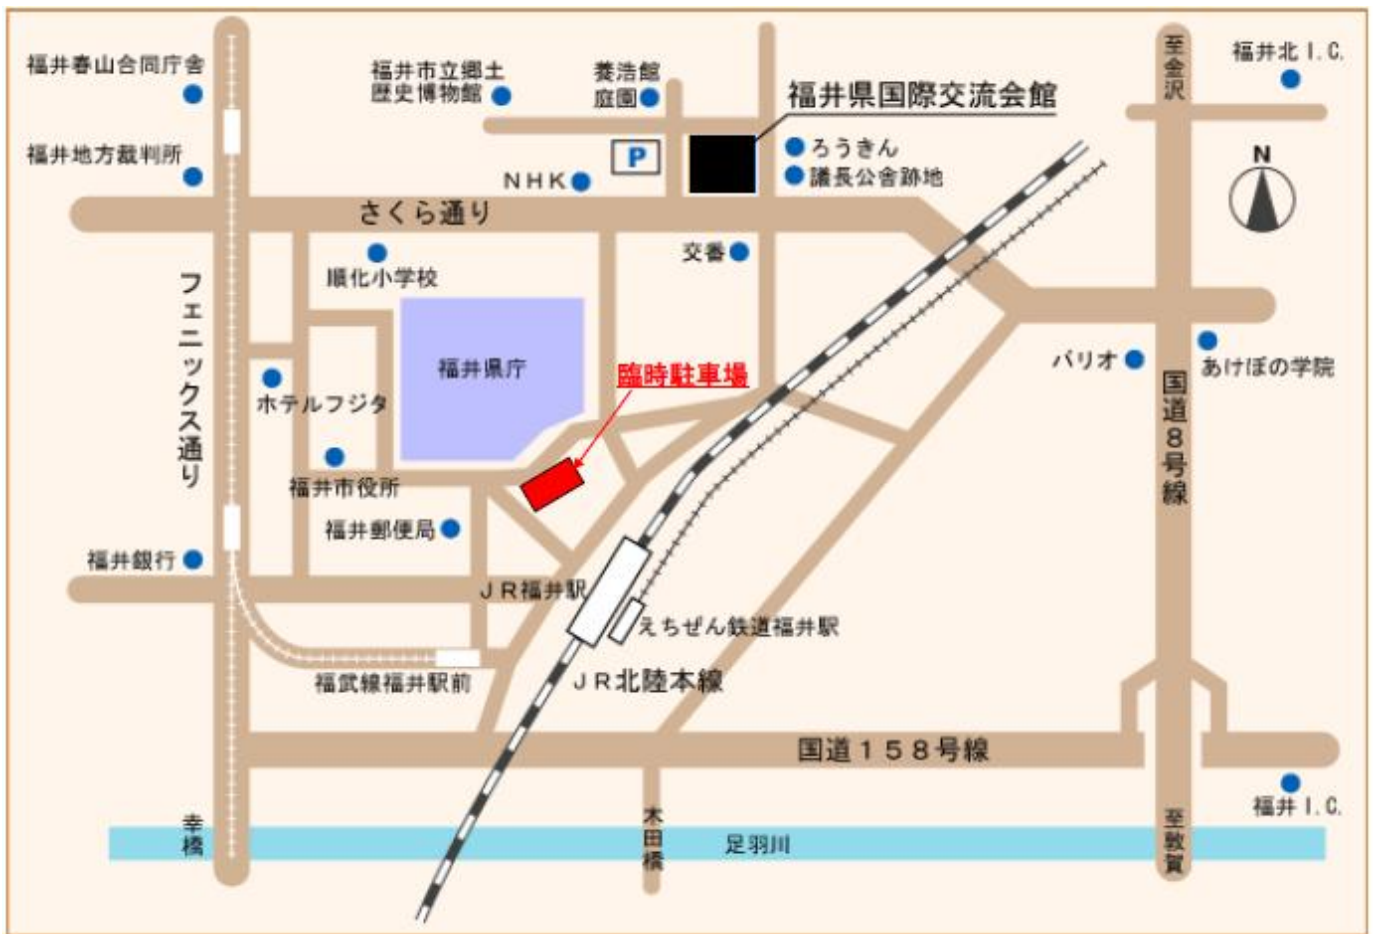 福井春山合同庁舎
福井市立郷土
歴史博物館
養浩館
庭園
福井県国際交流会館
至金沢
福井北 I.C.
福井地方裁判所
P
ろうきん
議長公舎跡地
NHK
N
さくら通り
交番
順化小学校
フェニックス通り
福井県庁
臨時駐車場
パリオ
あけぼの学院
ホテルフジタ
国道8号線
福井市役所
福井郵便局
福井銀行
JR福井駅
えちぜん鉄道福井駅
福武線福井駅前
JR北陸本線
国道158号線
福井 I.C.
幸橋
木田橋
足羽川
至敦賀